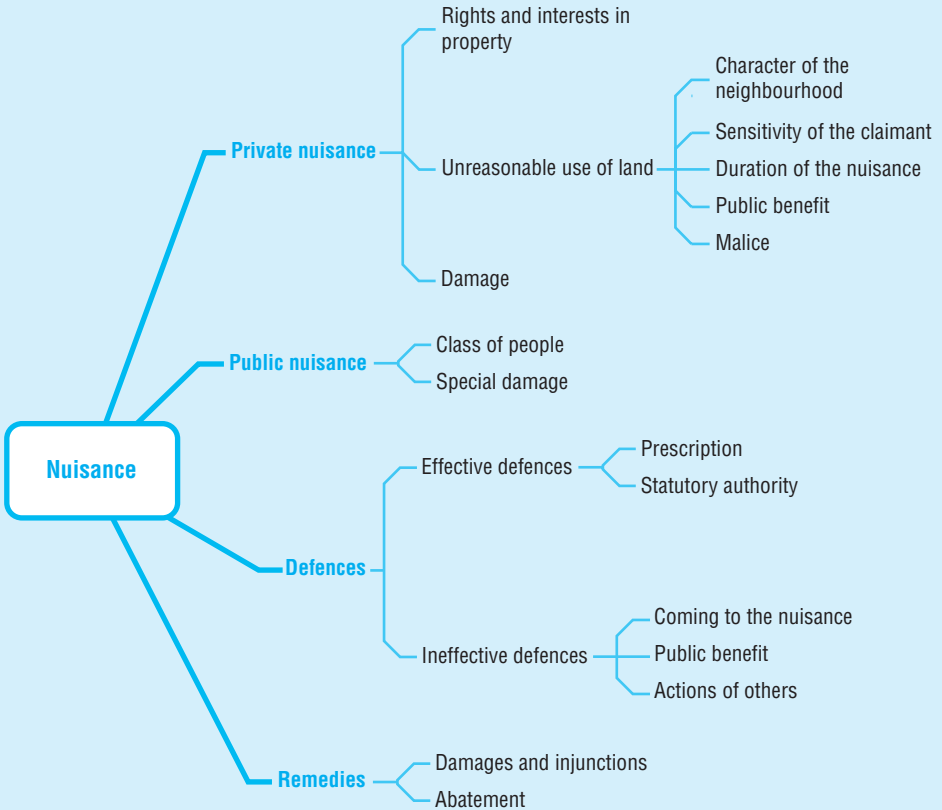 Nuisance
Private nuisance
Rights and interests in
property
Unreasonable use of land
Character of the
neighbourhood
Sensitivity of the claimant
Duration of the nuisance
Public benefit
Malice
Damage
Public nuisance
Class of people
Special damage
Defences
Effective defences
Prescription
Statutory authority
Ineffective defences
Coming to the nuisance
Public benefit
Actions of others
Remedies
Damages and injunctions
Abatement